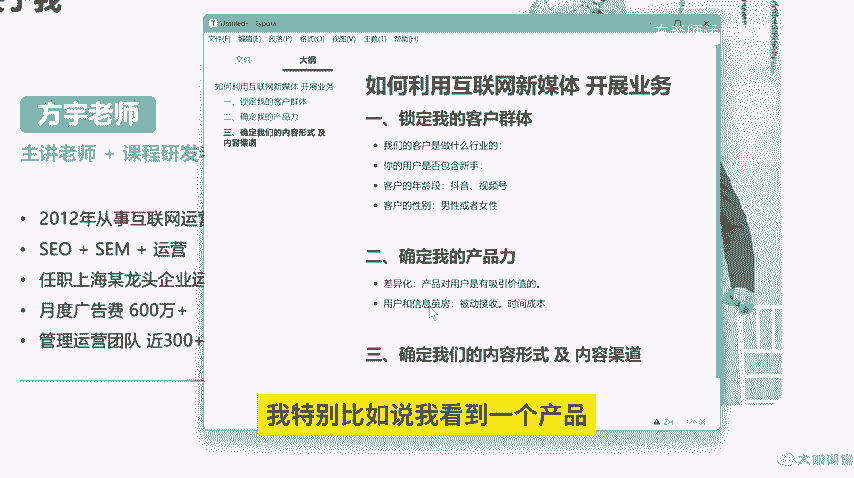 Untitled - Typora
文件(F) 编辑(E) 段落(P) 格式(O) 视图(V) 主题(T) 帮助(H)
文件
大纲
如何利用互联网新媒体 开展业务
一、锁定我的客户群体
二、确定我的产品力
三、确定我们的内容形式 及
内容渠道
如何利用互联网新媒体 开展业务
一、锁定我的客户群体
• 我们的客户是做什么行业的：
• 你的用户是否包含新手：
• 客户的年龄段：抖音、视频号
• 客户的性别：男性或者女性
二、确定我的产品力
• 差异化：产品对用户是有吸引价值的。
• 用户和信息茧房：被动接收。时间成本
三、确定我们的内容形式 及 内容渠道
方宇老师
主讲老师 + 课程研发
• 2012年从事互联网运营
• SEO + SEM + 运营
• 任职上海某龙头企业运
• 月度广告费 600万+
• 管理运营团队 近300+
我特别比如说我看到一个产品